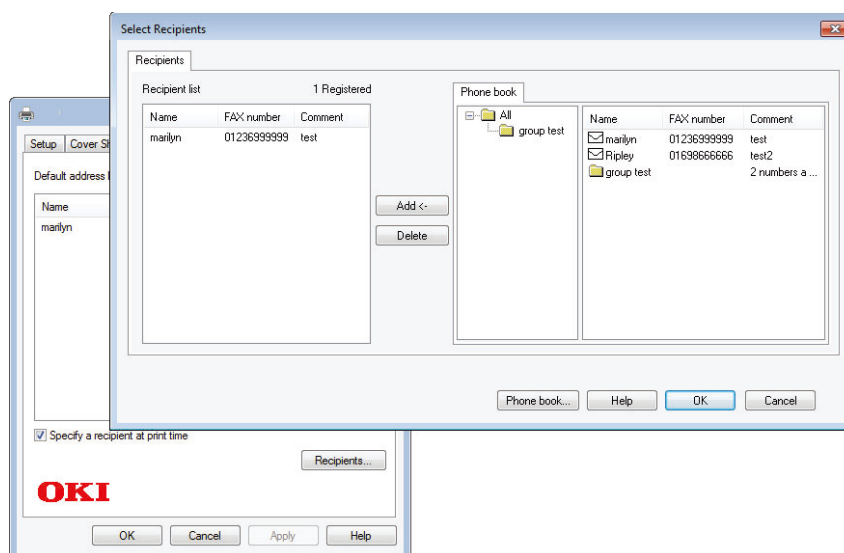 Select Recipients
Recipients
Recipient list 1 Registered
Name FAX number Comment
marilyn 01236999999 test
Add <-
Delete
Phone book
All
group test
Name FAX number Comment
marilyn 01236999999 test
Ripley 01698666666 test2
group test 2 numbers a ...
Phone book... Help OK Cancel
Setup Cover Sh
Default address
Name
marilyn
Specify a recipient at print time
Recipients...
OKI
OK Cancel Apply Help